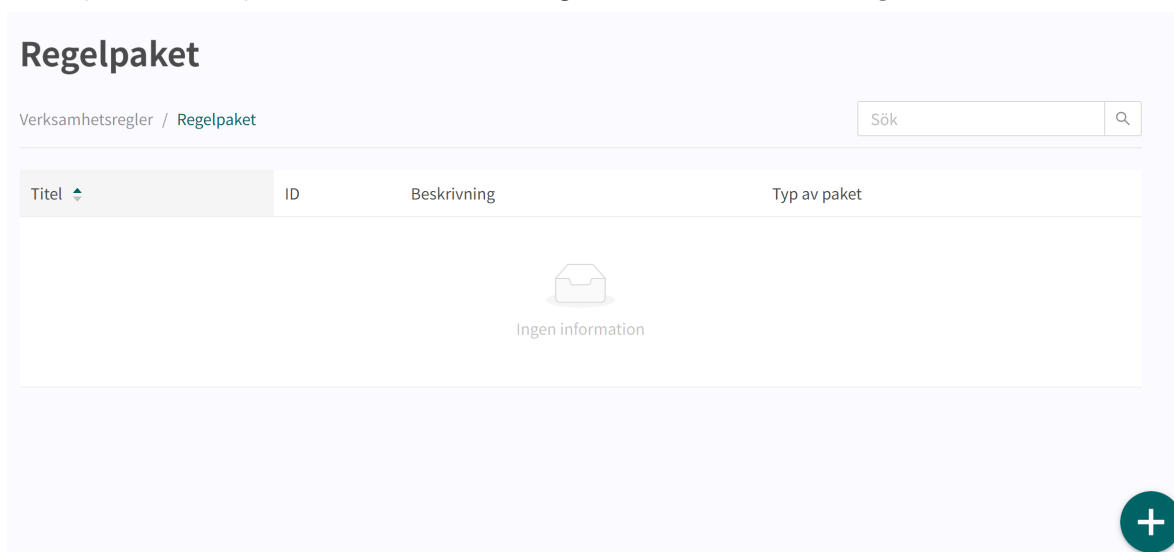 Regelpaket
Verksamhetsregler / Regelpaket
Sök
Titel ID Beskrivning Typ av paket
Ingen information